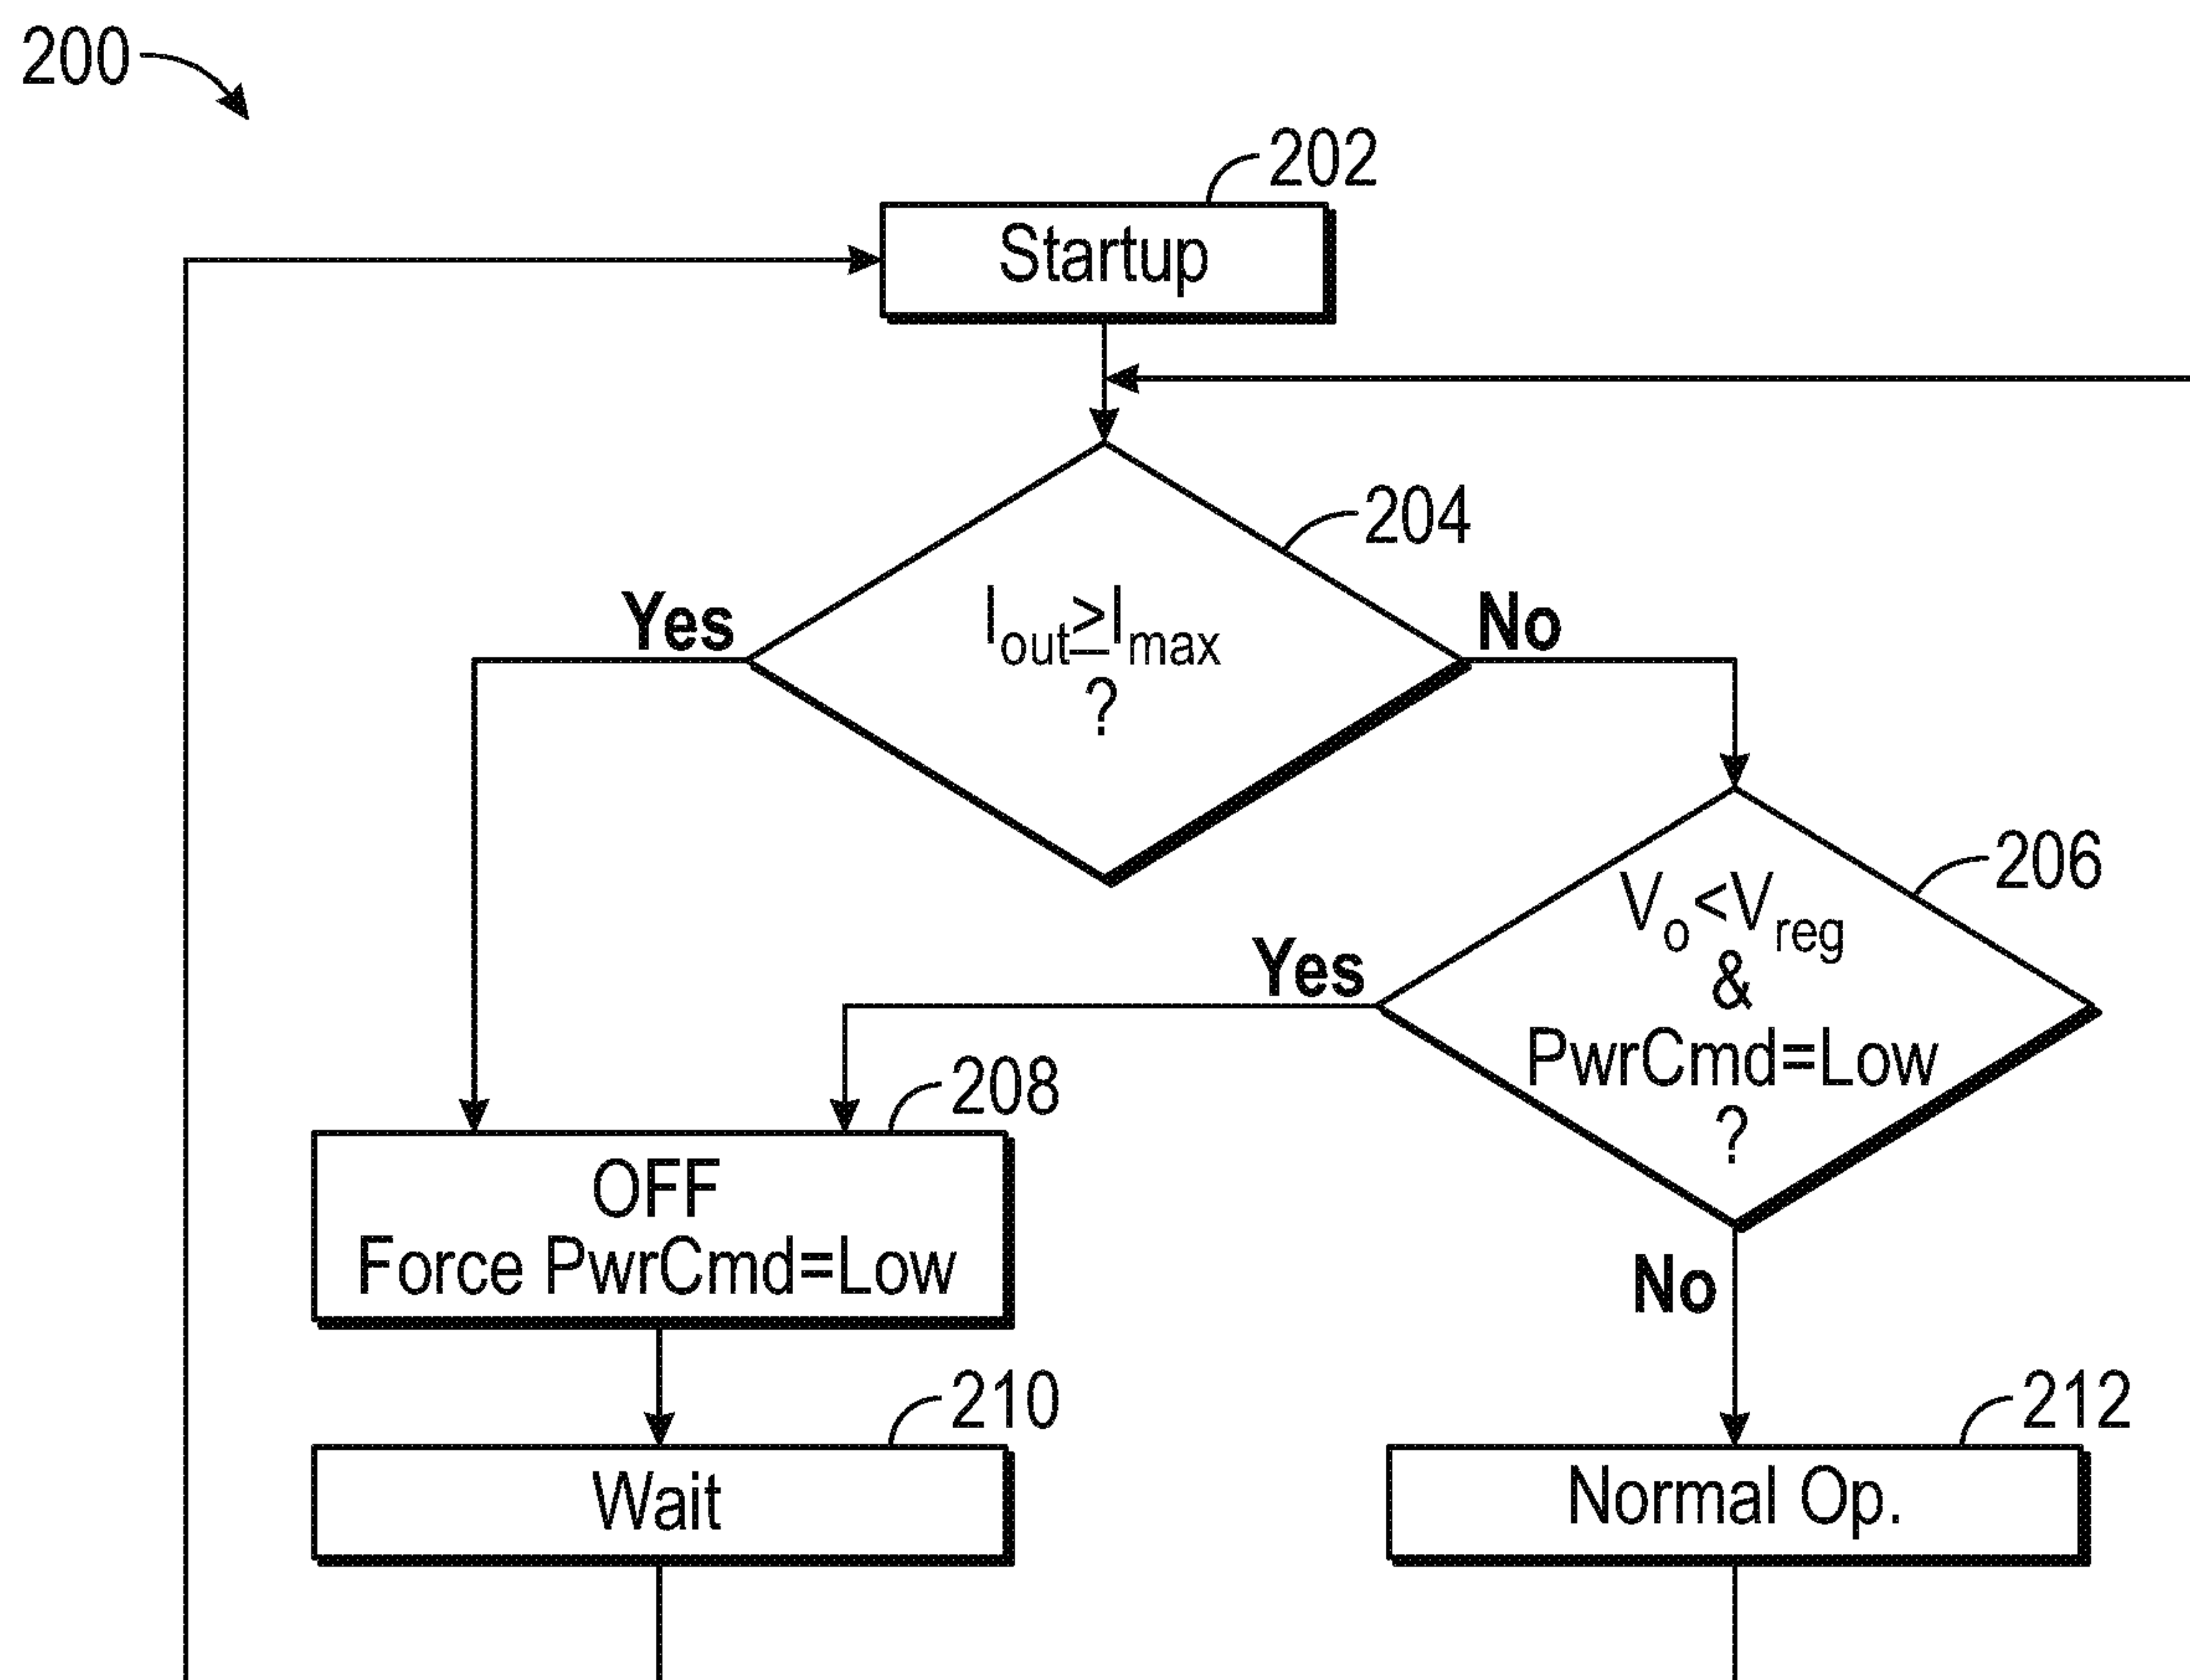 200
202
Startup
204
Yes
Iout≥Imax
?
No
206
Vo<Vreg
&
PwrCmd=Low
?
Yes
208
OFF
Force PwrCmd=Low
No
210
Wait
212
Normal Op.